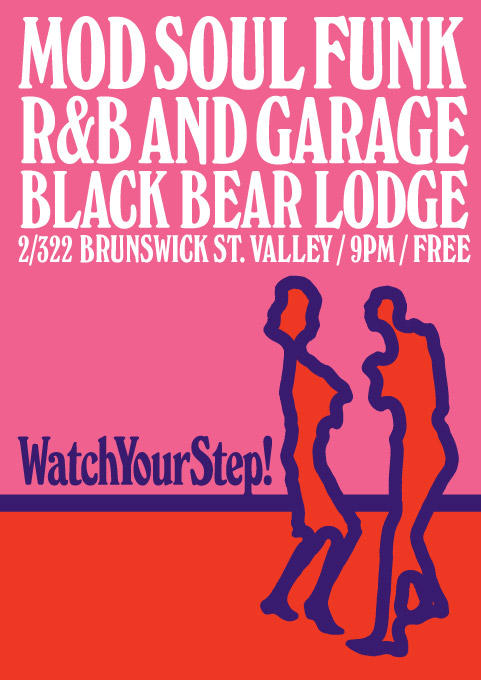 MOD SOUL FUNK
R&B AND GARAGE
BLACK BEAR LODGE
2/322 BRUNSWICK ST. VALLEY / 9PM / FREE
WatchYourStep!